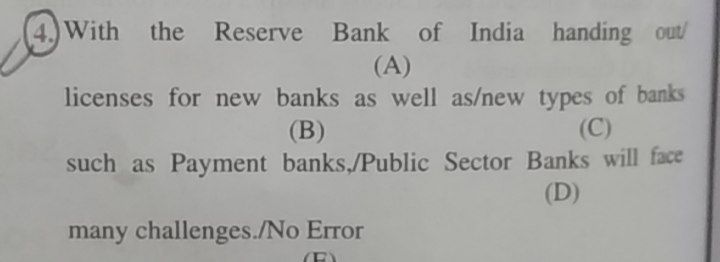 4.) With the Reserve Bank of India handing out/
(A)
licenses for new banks as well as/new types of banks
(B) (C)
such as Payment banks,/Public Sector Banks will face
(D)
many challenges./No Error
(E)